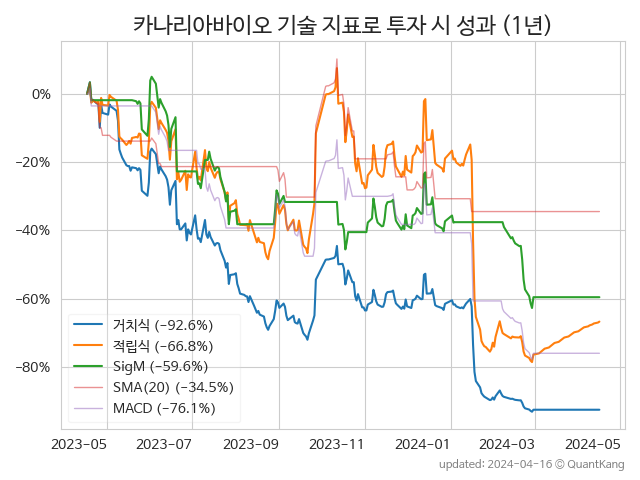 카나리아바이오 기술 지표로 투자 시 성과 (1년)
0%
−20%
−40%
−60%
−80%
거치식 (−92.6%)
적립식 (−66.8%)
SigM (−59.6%)
SMA(20) (−34.5%)
MACD (−76.1%)
2023-05 2023-07 2023-09 2023-11 2024-01 2024-03 2024-05
updated: 2024-04-16 © QuantKang